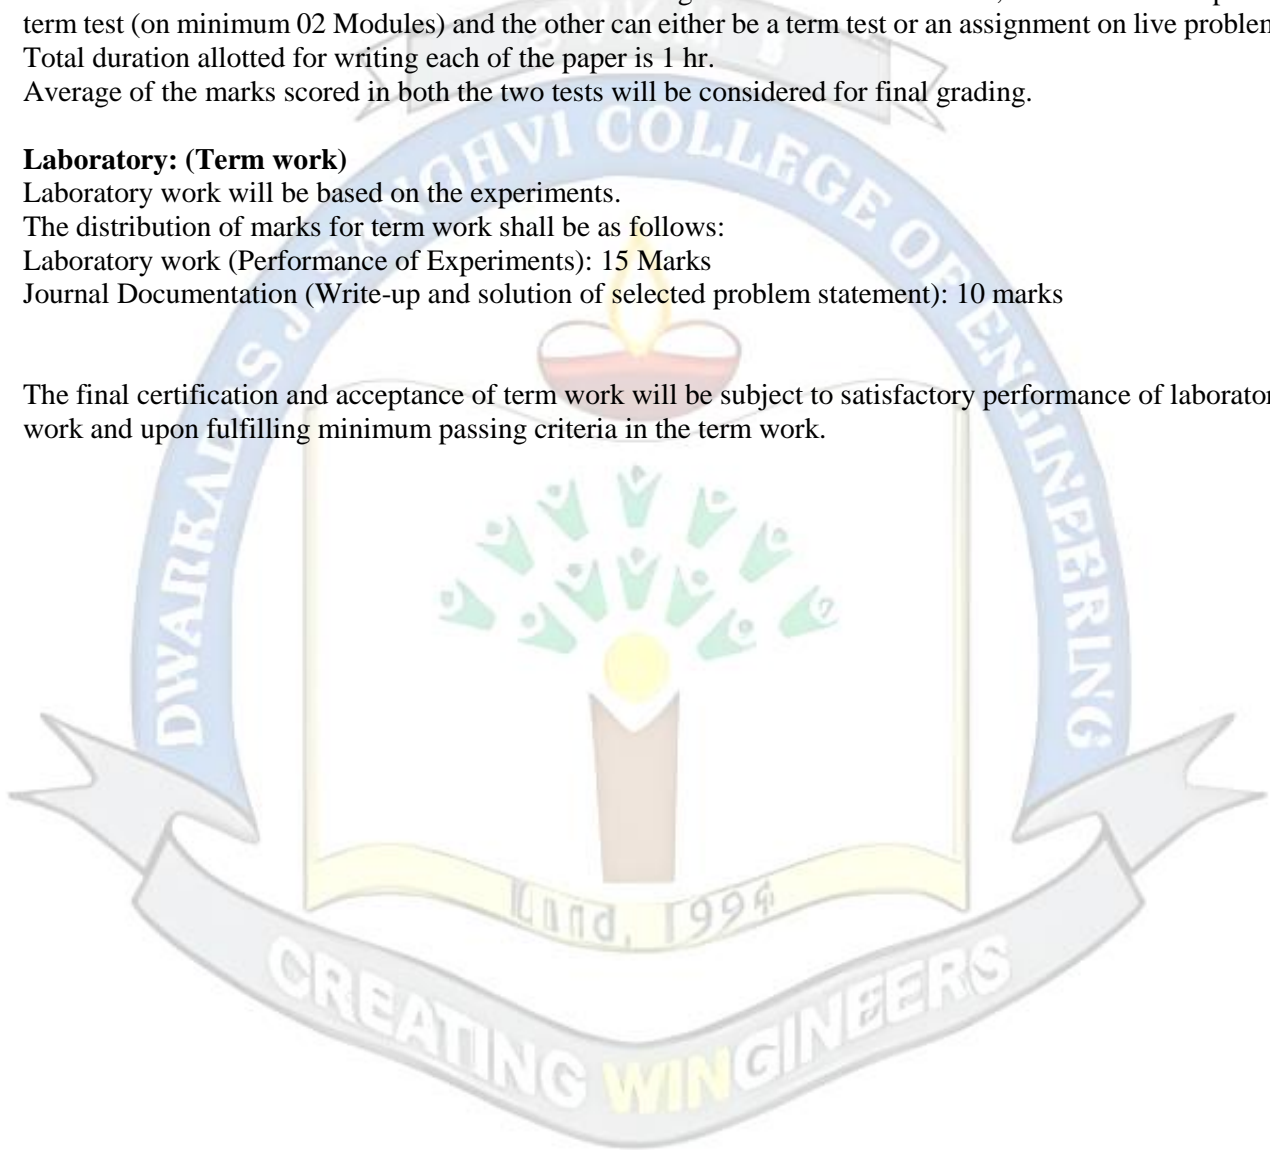 term test (on minimum 02 Modules) and the other can either be a term test or an assignment on live
Total duration allotted for writing each of the paper is 1 hr.
Average of the marks scored in both the two tests will be considered for final grading.
Laboratory: (Term work)
Laboratory work will be based on the experiments.
The distribution of marks for term work shall be as follows:
Laboratory work (Performance of Experiments): 15 Marks
Journal Documentation (Write-up and solution of selected problem statement): 10 marks
The final certification and acceptance of term work will be subject to satisfactory performance of
work and upon fulfilling minimum passing criteria in the term work.
COLLEGE OF ENGINEERING
1994
CREATING WINGINEERS